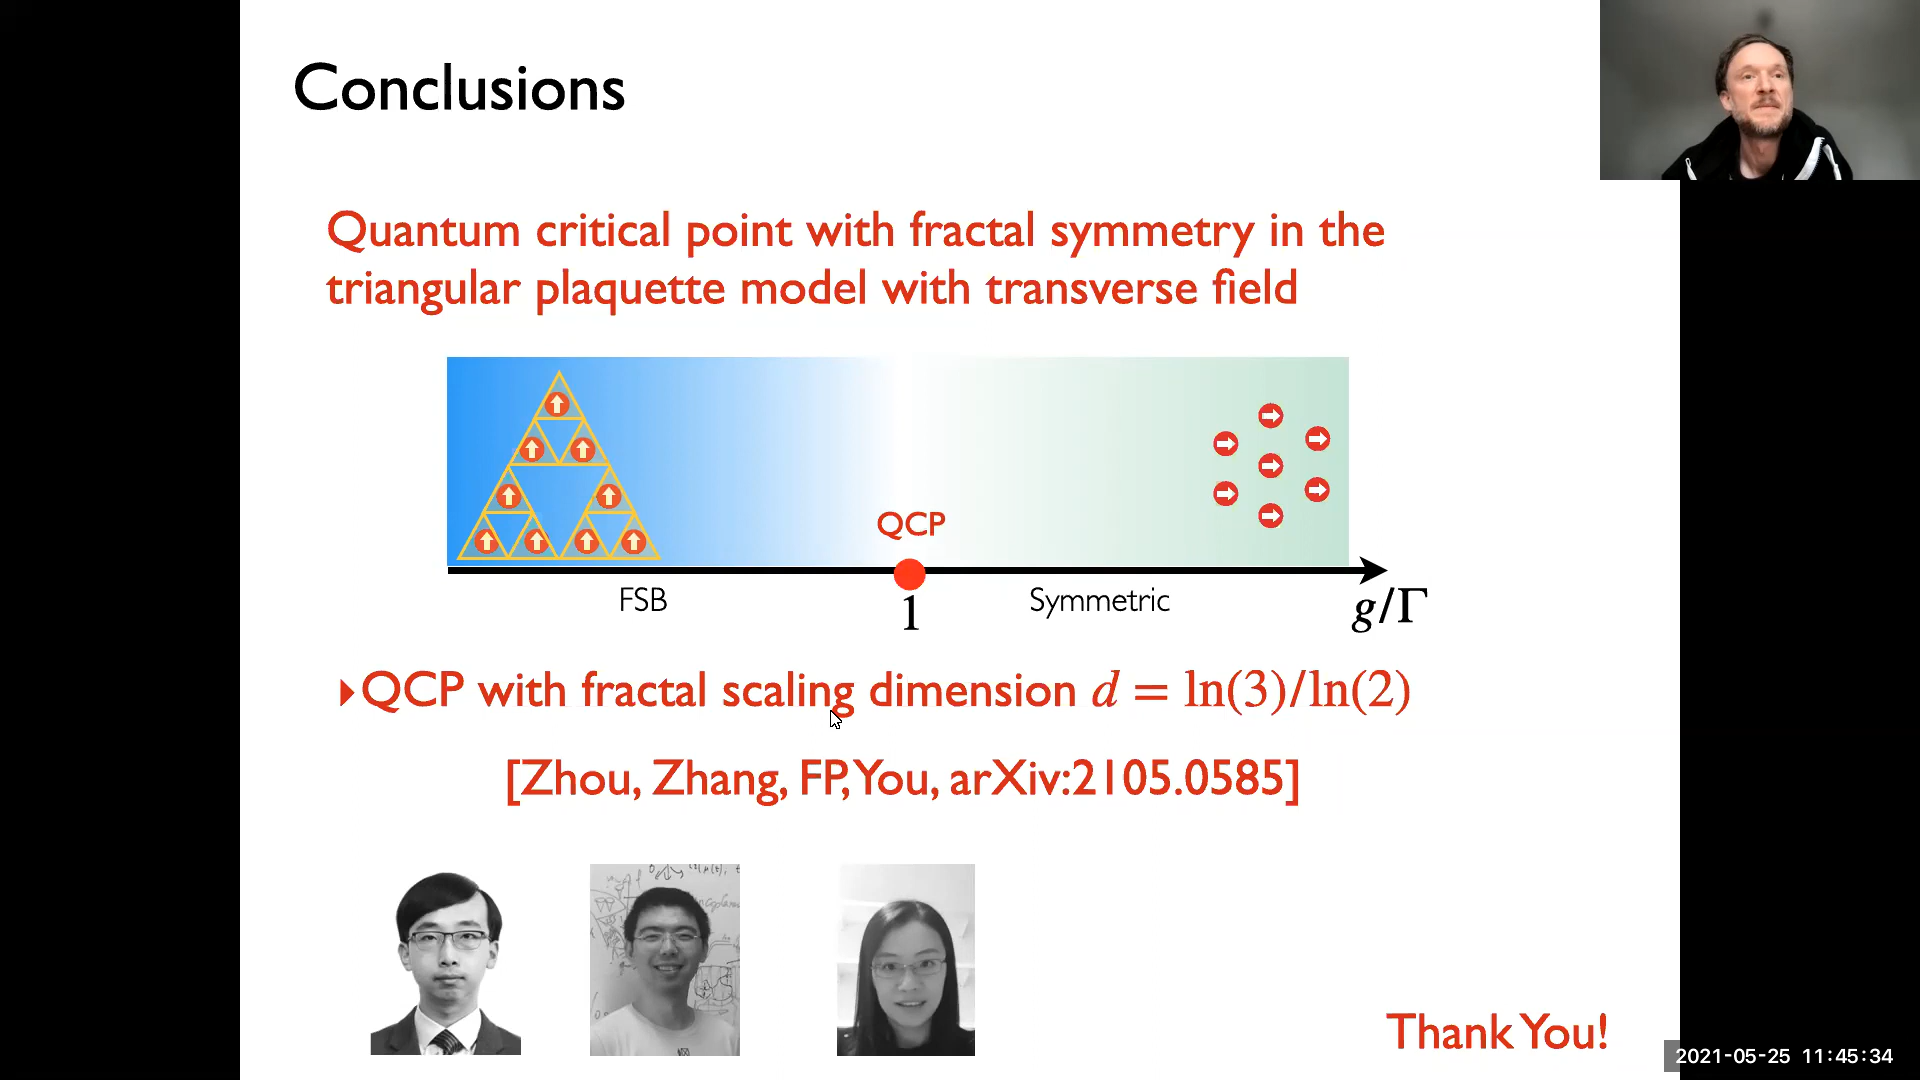 Conclusions
Quantum critical point with fractal symmetry in the
triangular plaquette model with transverse field
QCP
FSB
1
Symmetric
g/Γ
‣QCP with fractal scaling dimension d = ln(3)/ln(2)
[Zhou, Zhang, FP, You, arXiv:2105.0585]
Thank You!
2021-05-25 11:45:34